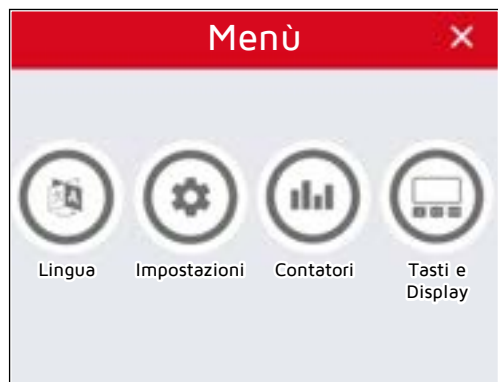 Menù
Lingua
Impostazioni
Contatori
Tasti e
Display